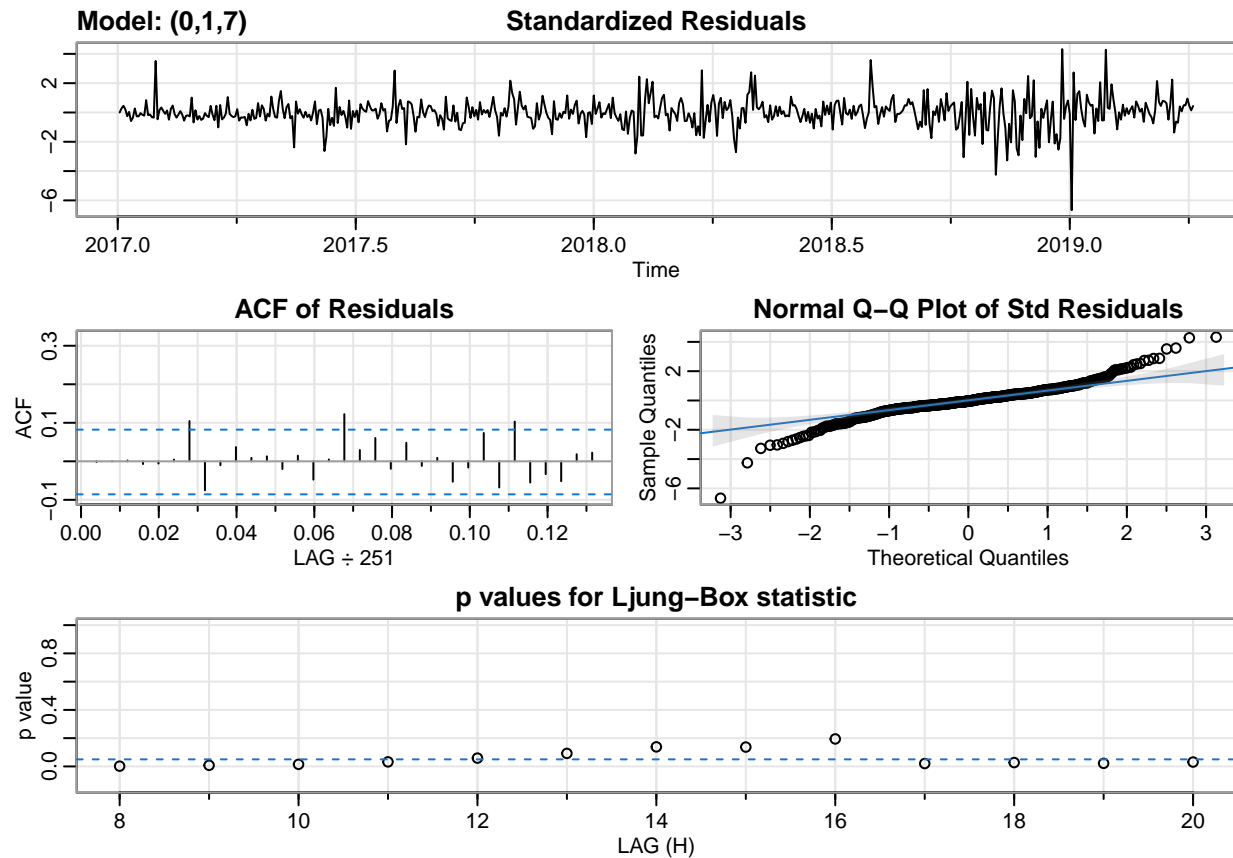 Model: (0,1,7) Standardized Residuals
2
−2
−6
2017.0 2017.5 2018.0 2018.5 2019.0
Time
ACF of Residuals
0.3
0.1
−0.1
ACF
0.00 0.02 0.04 0.06 0.08 0.10 0.12
LAG ÷ 251
Normal Q−Q Plot of Std Residuals
2
−2
−6
Sample Quantiles
−3 −2 −1 0 1 2 3
Theoretical Quantiles
p values for Ljung−Box statistic
0.8
0.4
0.0
p value
8 10 12 14 16 18 20
LAG (H)